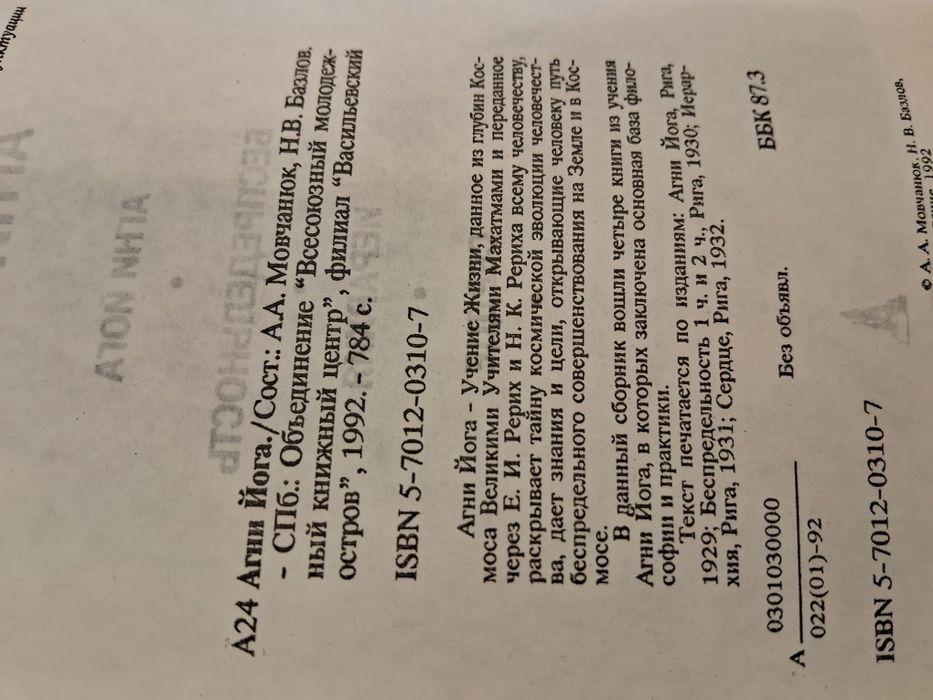 А24 Агни Йога./Сост.: А.А. Мовчанюк, Н.В. Базлов.
- СПб.: Объединение "Всесоюзный молодеж-
ный книжный центр", филиал "Васильевский
остров", 1992. - 784 с.
ISBN 5-7012-0310-7
Агни Йога – Учение Жизни, данное из глубин Кос-
моса Великими Учителями Махатмами и переданное
через Е. И. Рерих и Н. К. Рериха всему человечеству,
раскрывает тайну космической эволюции человечест-
ва, дает знания и цели, открывающие человеку путь
беспредельного совершенствования на Земле и в Кос-
мосе.
В данный сборник вошли четыре книги из учения
Агни Йога, в которых заключена основная база фило-
софии и практики.
Текст печатается по изданиям: Агни Йога, Рига,
1929; Беспредельность 1 ч. и 2 ч., Рига, 1930; Иерар-
хия, Рига, 1931; Сердце, Рига, 1932.
А 0301030000 Без объявл. ББК 87.3
022(01)-92
ISBN 5-7012-0310-7
© А. А. Мовчанюк, Н. В. Базлов,
1992